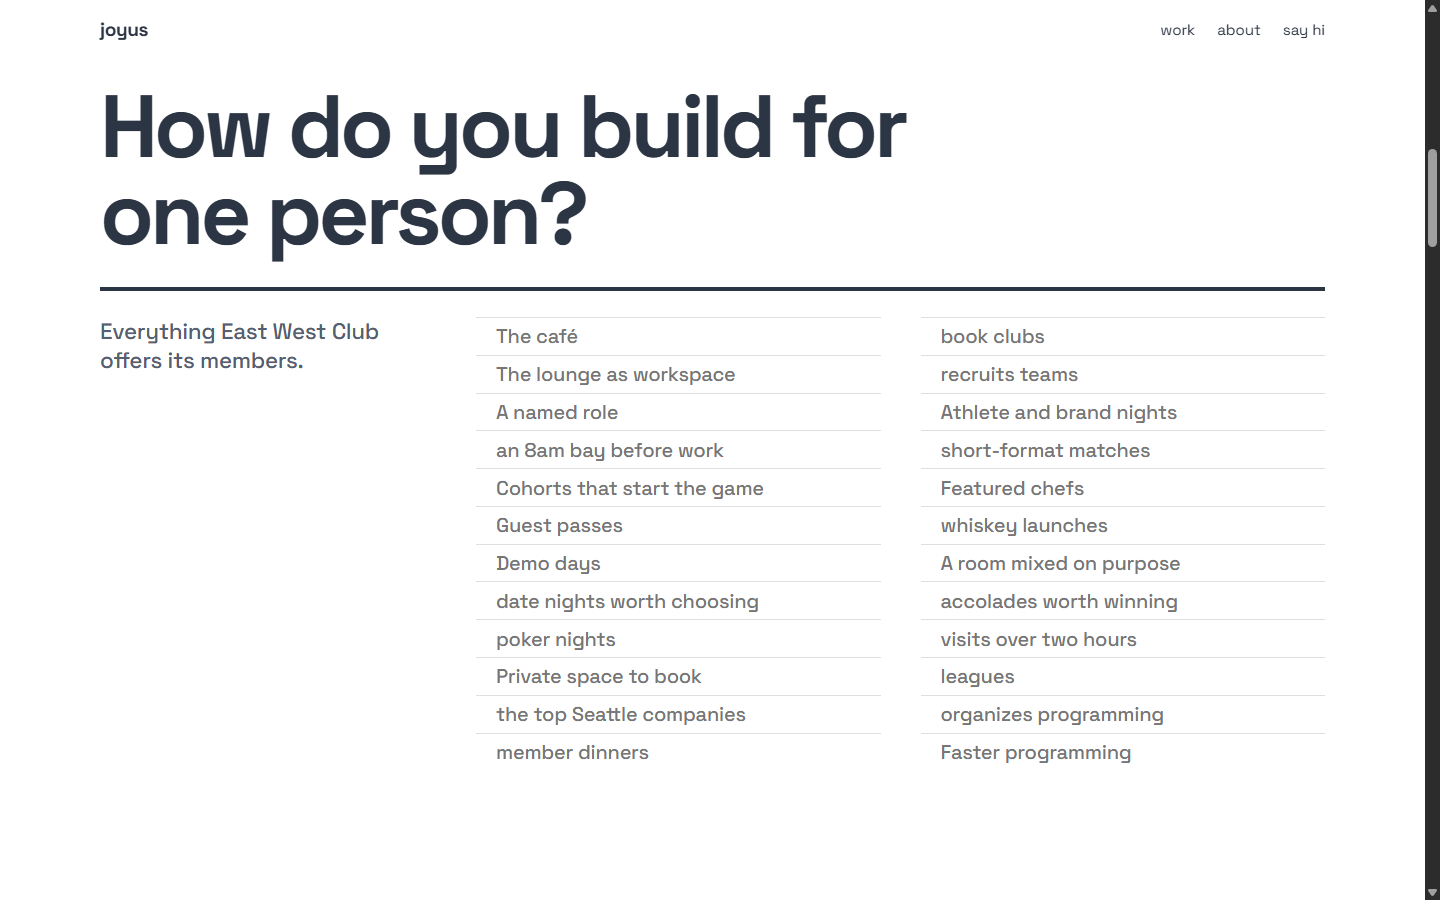 joyus
work about say hi
How do you build for
one person?
Everything East West Club
offers its members.
The café
The lounge as workspace
A named role
an 8am bay before work
Cohorts that start the game
Guest passes
Demo days
date nights worth choosing
poker nights
Private space to book
the top Seattle companies
member dinners
book clubs
recruits teams
Athlete and brand nights
short-format matches
Featured chefs
whiskey launches
A room mixed on purpose
accolades worth winning
visits over two hours
leagues
organizes programming
Faster programming